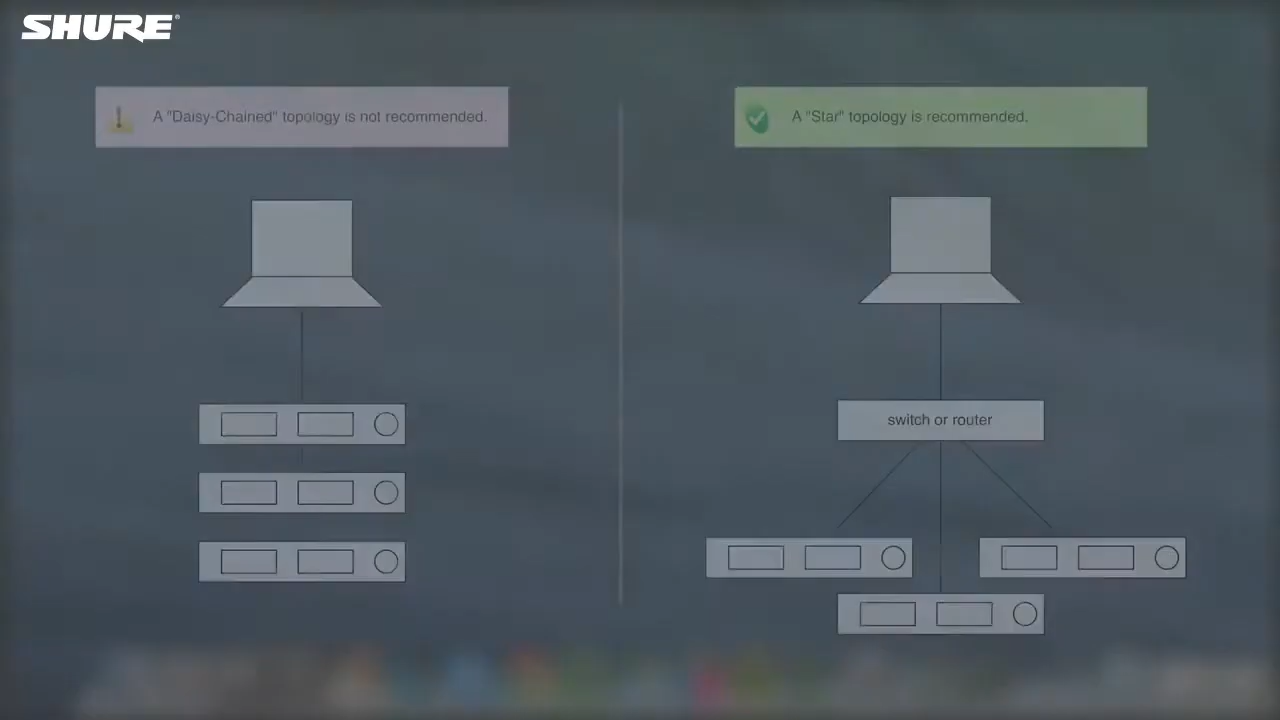 SHURE®
A "Daisy-Chained" topology is not recommended.
A "Star" topology is recommended.
switch or router